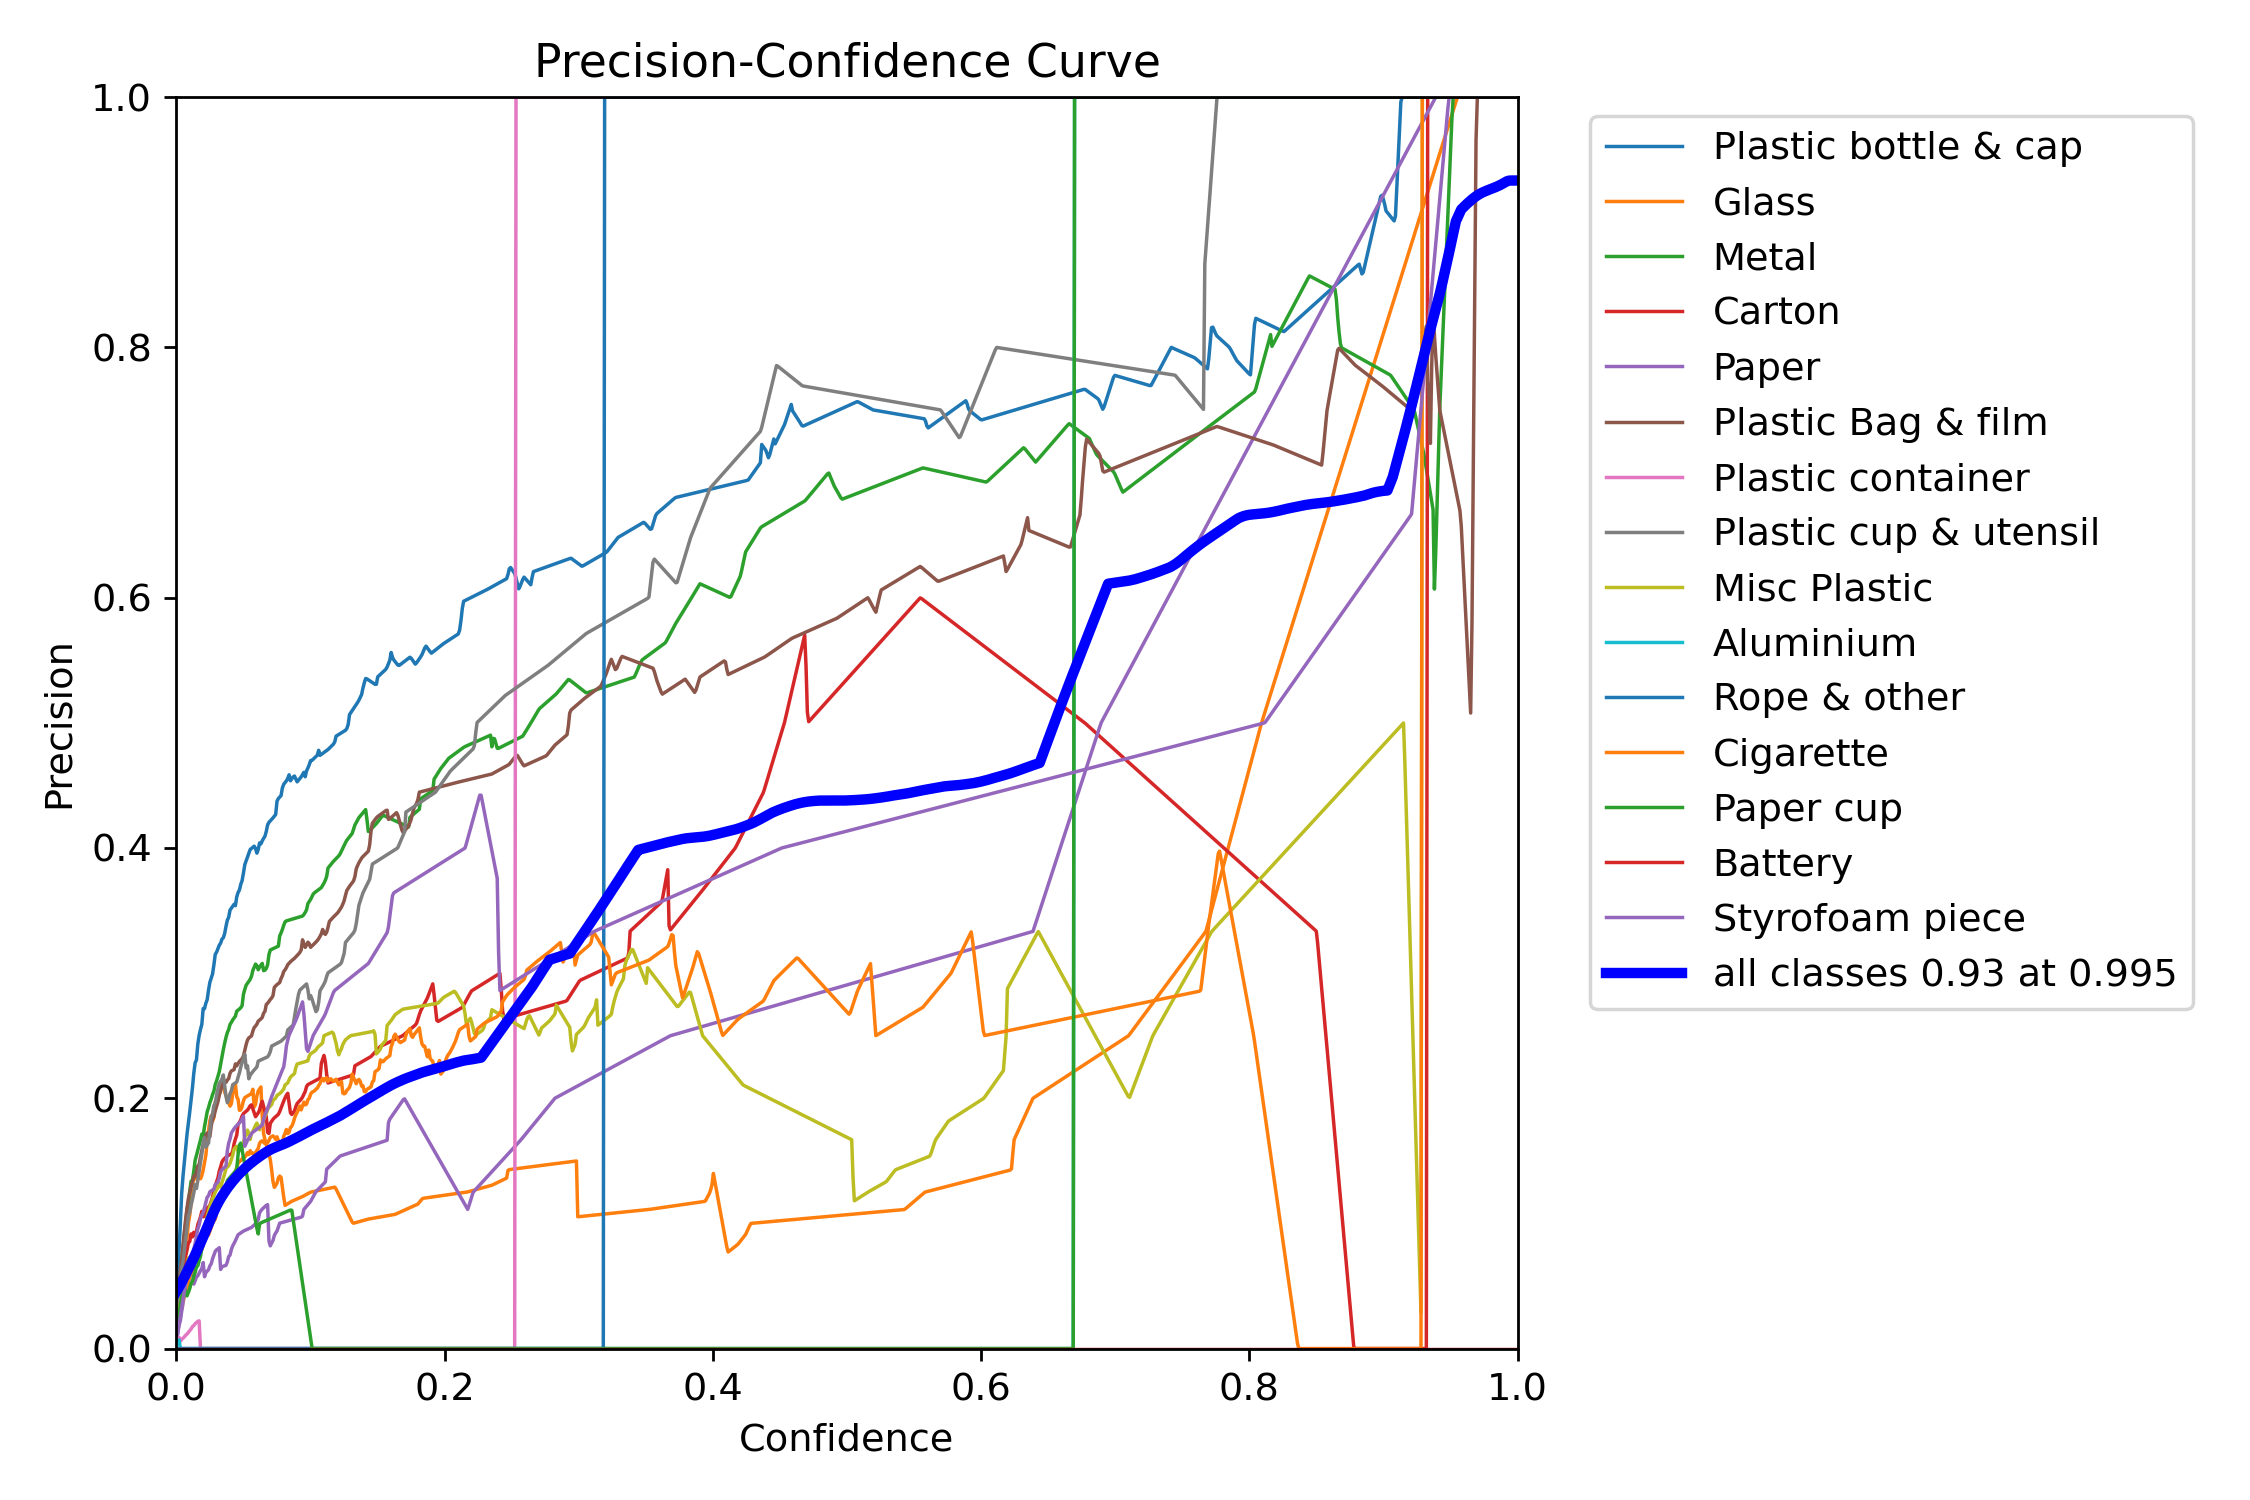 Precision-Confidence Curve
1.0
0.8
0.6
0.4
0.2
0.0
Precision
0.0 0.2 0.4 0.6 0.8 1.0
Confidence
Plastic bottle & cap
Glass
Metal
Carton
Paper
Plastic Bag & film
Plastic container
Plastic cup & utensil
Misc Plastic
Aluminium
Rope & other
Cigarette
Paper cup
Battery
Styrofoam piece
all classes 0.93 at 0.995